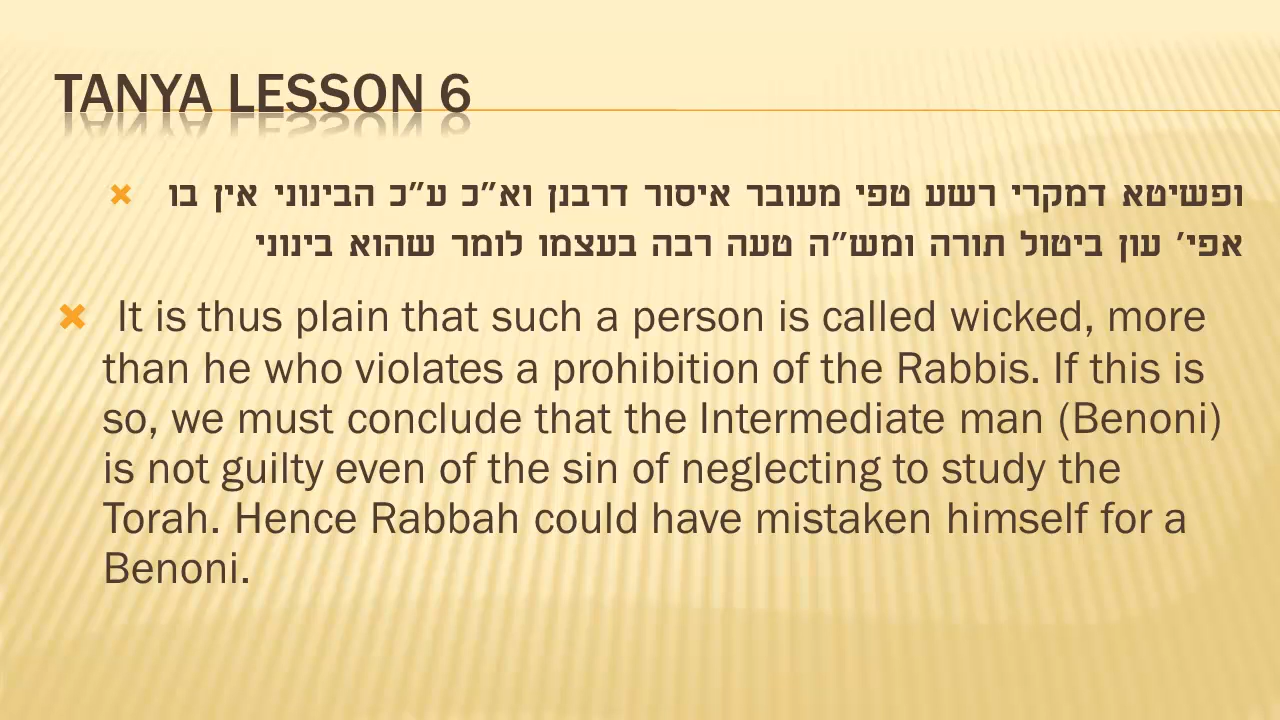 TANYA LESSON 6
ופשיטא דמקרי רשע טפי מעובר איסור דרבנן וא"כ ע"כ הבינוני אין בו
אפי' עון ביטול תורה ומש"ה טעה רבה בעצמו לומר שהוא בינוני
It is thus plain that such a person is called wicked, more
than he who violates a prohibition of the Rabbis. If this is
so, we must conclude that the Intermediate man (Benoni)
is not guilty even of the sin of neglecting to study the
Torah. Hence Rabbah could have mistaken himself for a
Benoni.